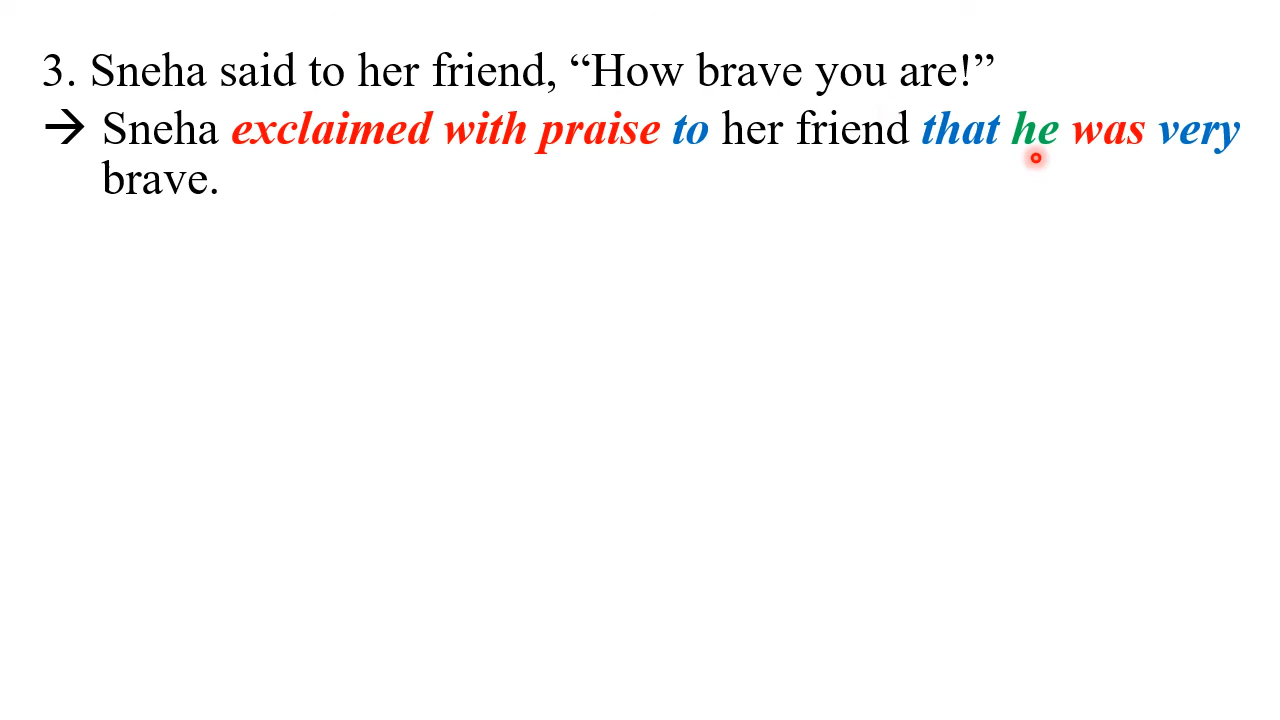 3. Sneha said to her friend, “How brave you are!”
→ Sneha exclaimed with praise to her friend that he was very
brave.